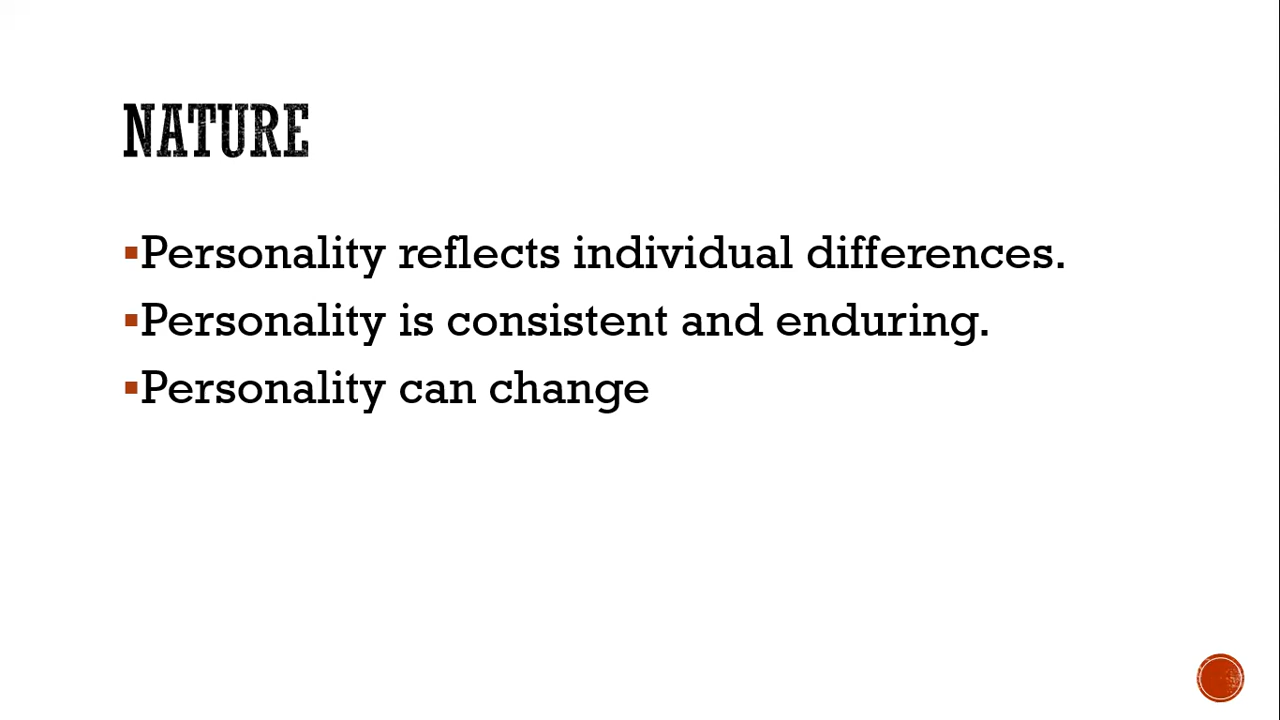 NATURE
▪Personality reflects individual differences.
▪Personality is consistent and enduring.
▪Personality can change